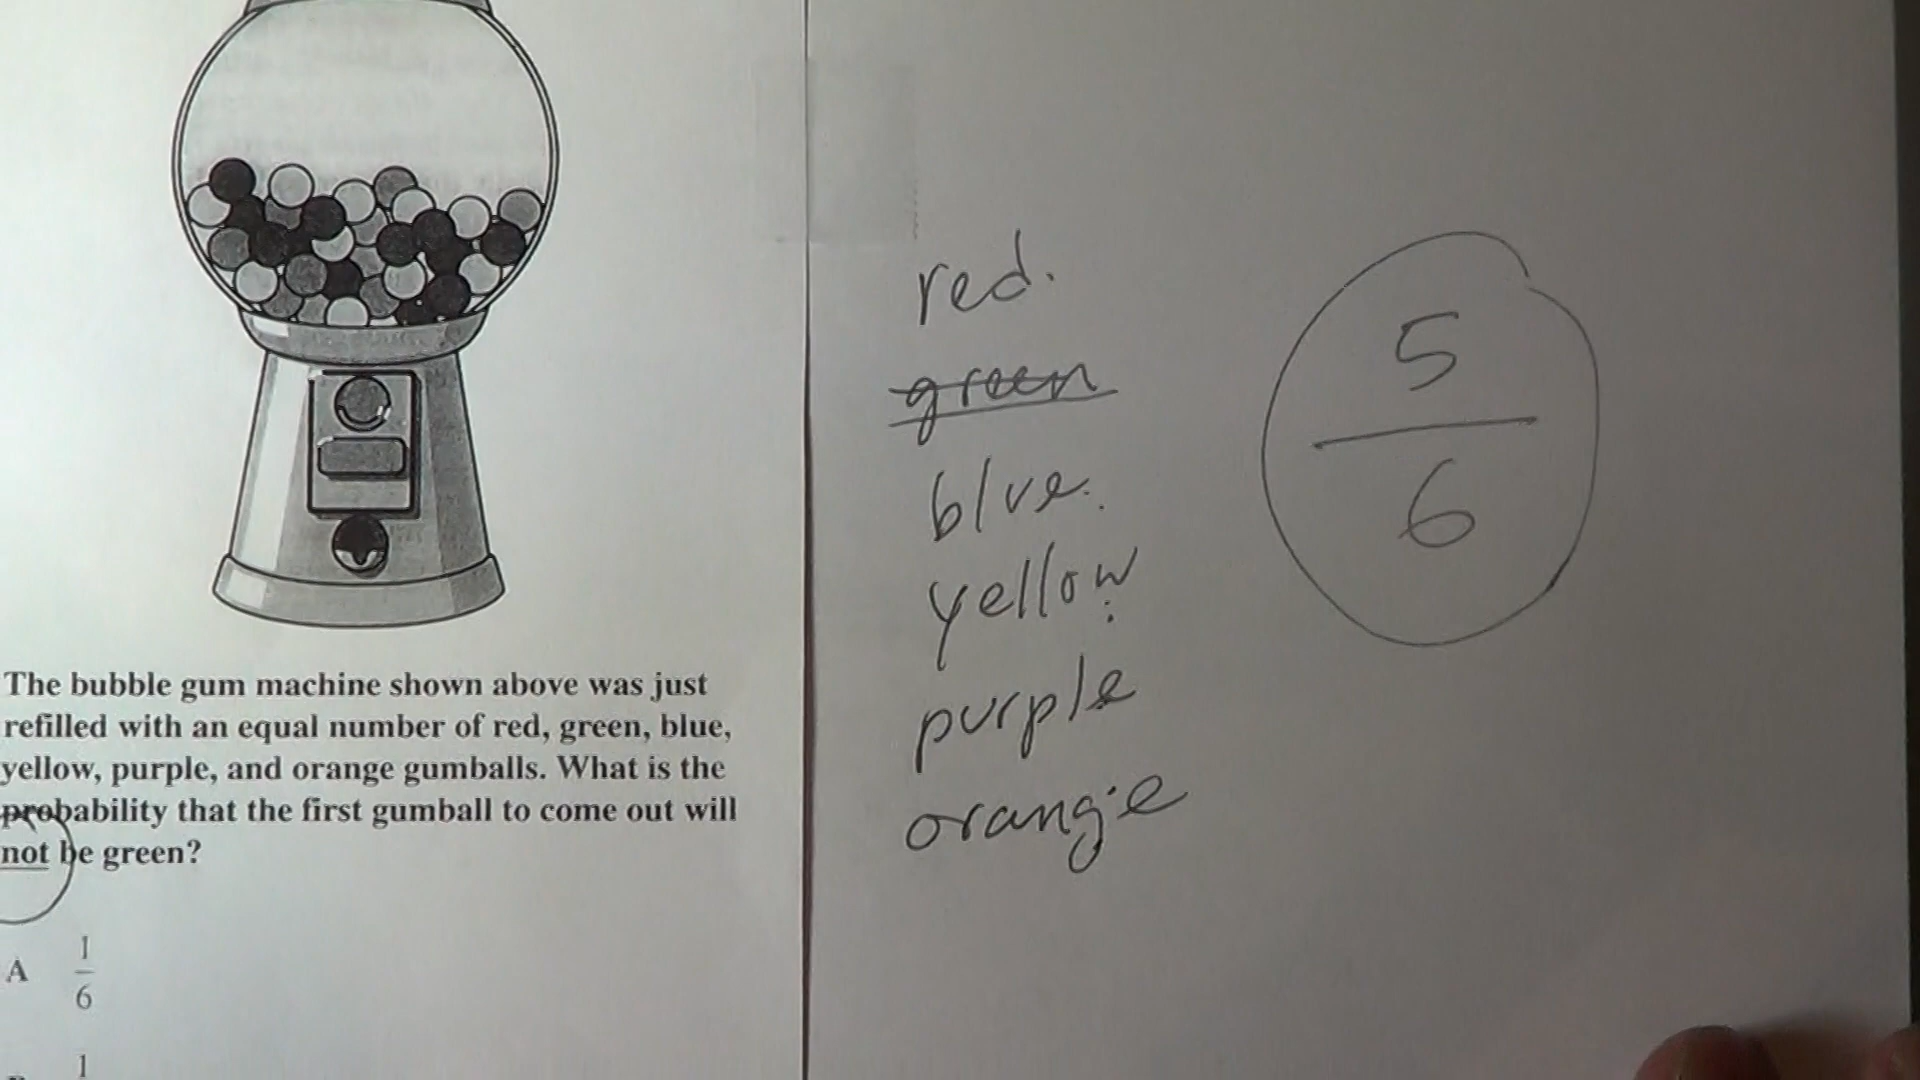 The bubble gum machine shown above was just
refilled with an equal number of red, green, blue,
yellow, purple, and orange gumballs. What is the
probability that the first gumball to come out will
not be green?
A 1
6
1
red.
green
blue.
yellow
purple
orange
5
6